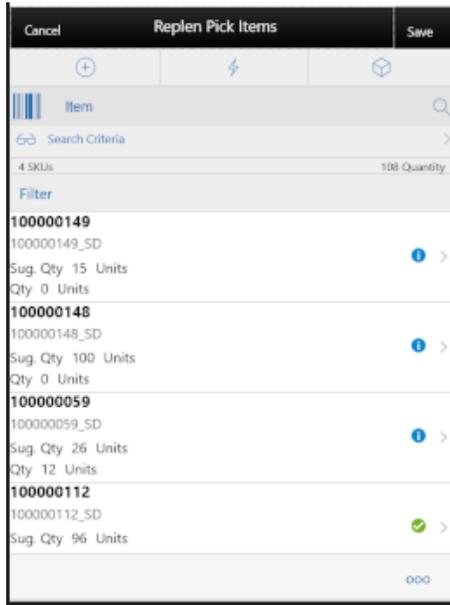 Cancel Replen Pick Items Save
Item
Search Criteria
4 SKUs 108 Quantity
Filter
100000149
100000149_SD
Sug. Qty 15 Units
Qty 0 Units
100000148
100000148_SD
Sug. Qty 100 Units
Qty 0 Units
100000059
100000059_SD
Sug. Qty 26 Units
Qty 12 Units
100000112
100000112_SD
Sug. Qty 96 Units